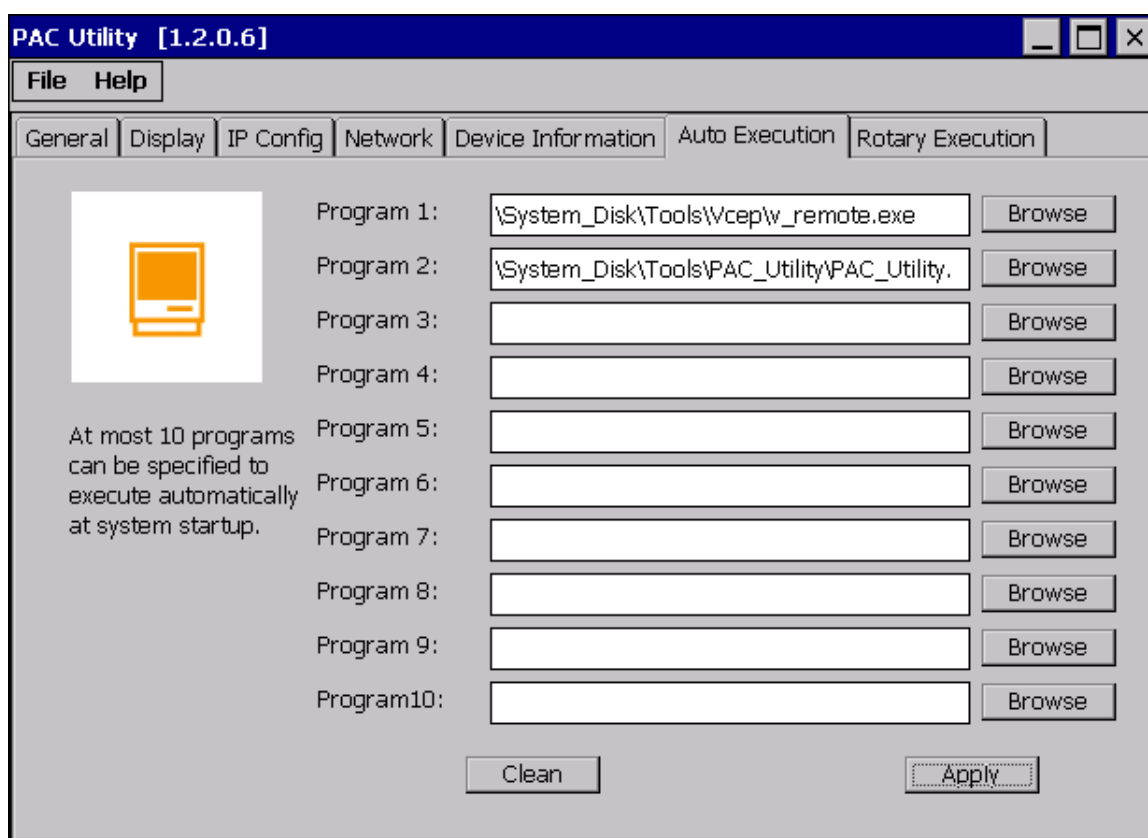 PAC Utility [1.2.0.6]
File Help
General Display IP Config Network Device Information Auto Execution Rotary Execution
Program 1: \System_Disk\Tools\Vcep\v_remote.exe Browse
Program 2: \System_Disk\Tools\PAC_Utility\PAC_Utility. Browse
Program 3: Browse
Program 4: Browse
Program 5: Browse
Program 6: Browse
Program 7: Browse
Program 8: Browse
Program 9: Browse
Program10: Browse
At most 10 programs
can be specified to
execute automatically
at system startup.
Clean Apply